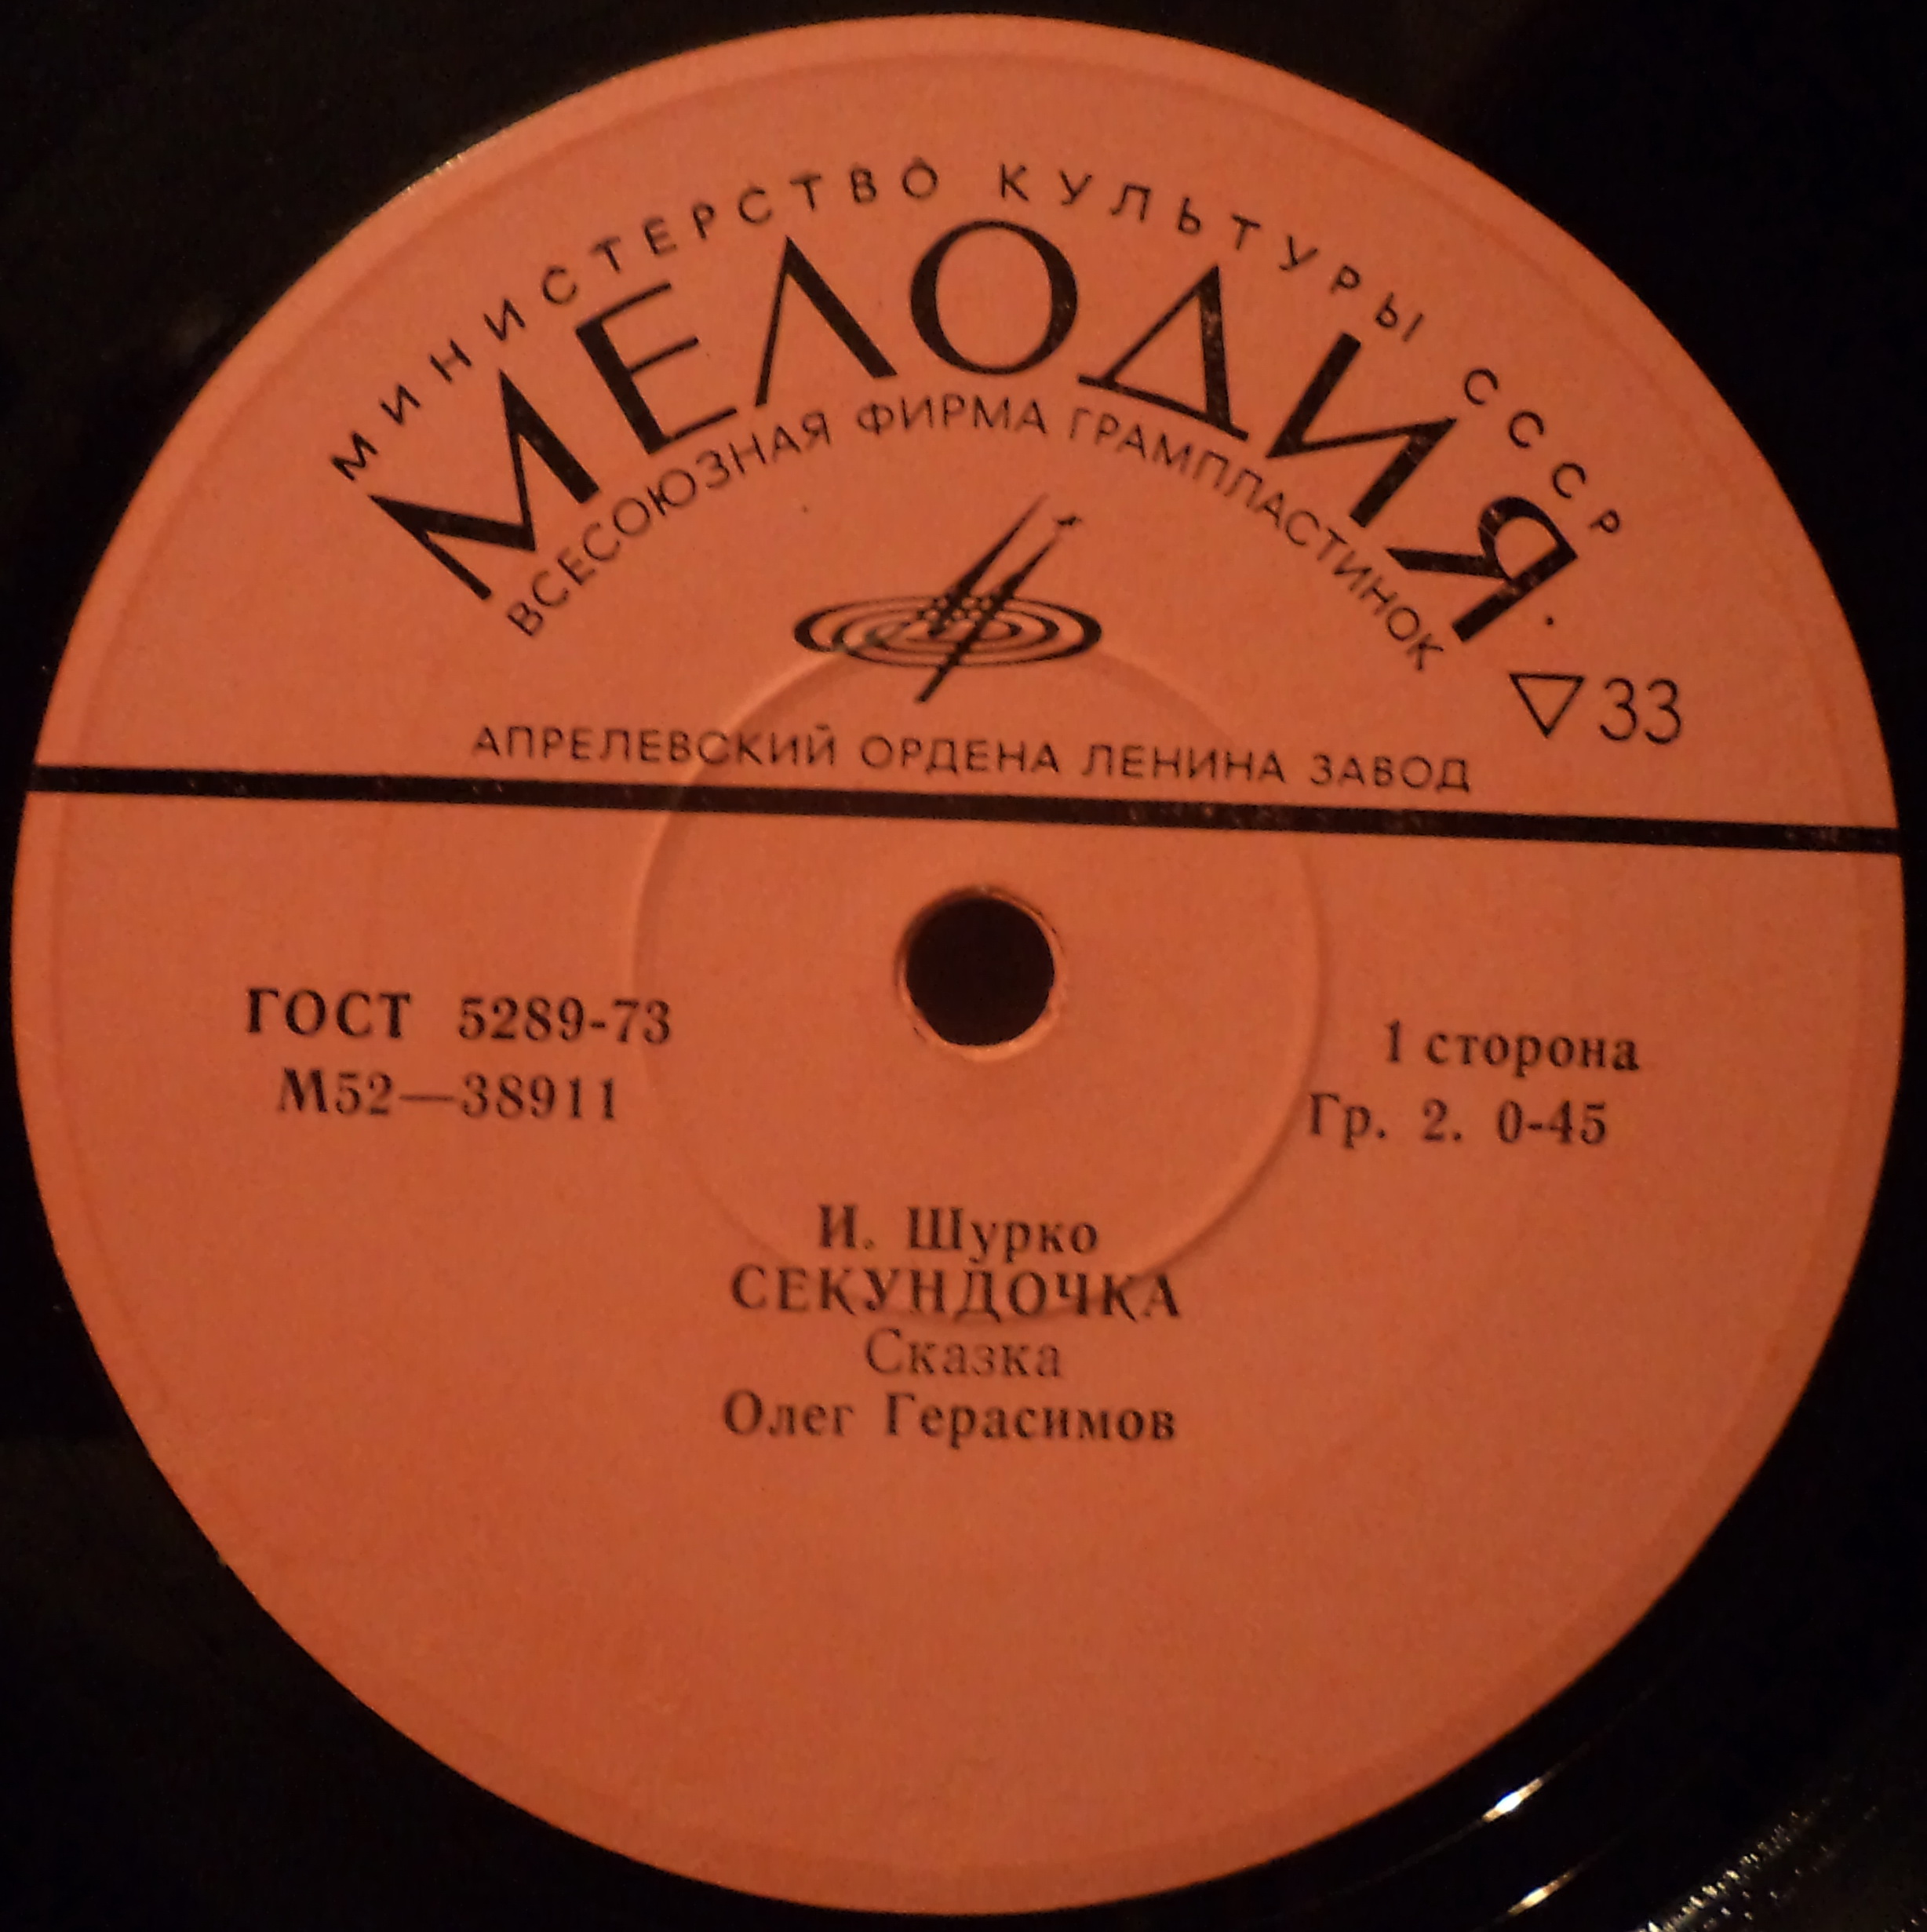 МИНИСТЕРСТВО КУЛЬТУРЫ СССР
МЕЛОДИЯ
ВСЕСОЮЗНАЯ ФИРМА ГРАМПЛАСТИНОК
▽33
АПРЕЛЕВСКИЙ ОРДЕНА ЛЕНИНА ЗАВОД
ГОСТ 5289-73
М52—38911
1 сторона
Гр. 2. 0-45
И. Шурко
СЕКУНДОЧКА
Сказка
Олег Герасимов